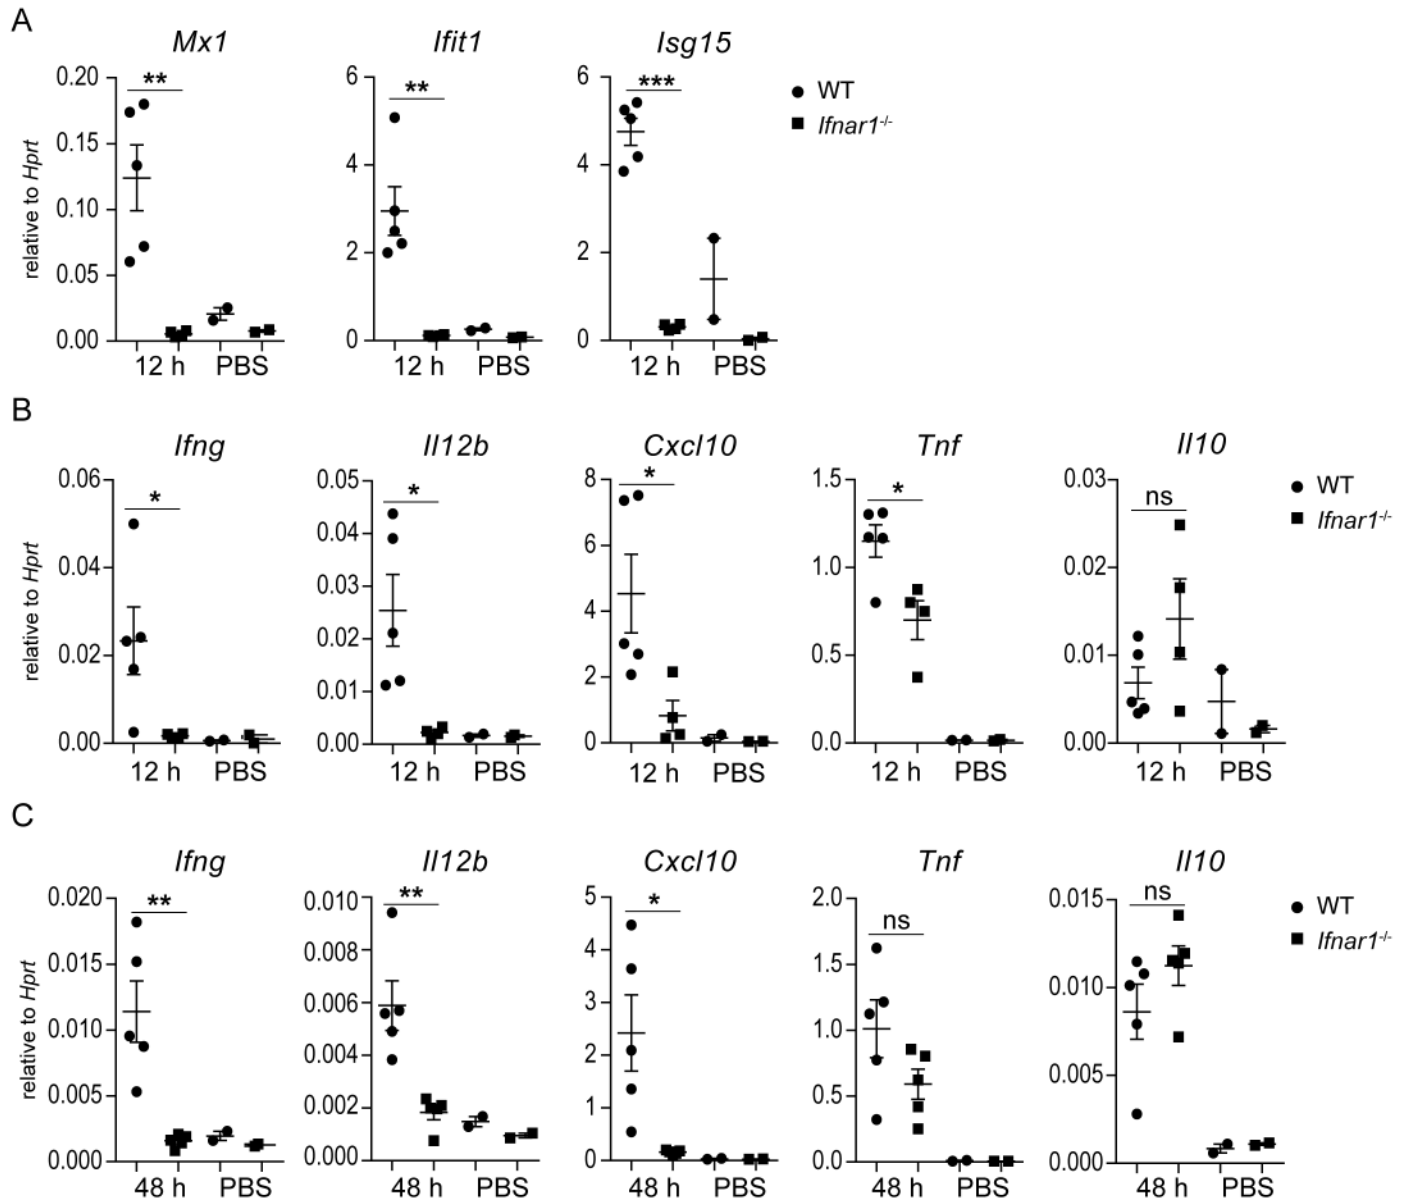 A
Mx1 Ifit1 Isg15
** ** ***
WT
Ifnar1-/-
relative to Hprt
0.20 0.15 0.10 0.05 0.00
6 4 2 0
6 4 2 0
12 h PBS 12 h PBS 12 h PBS
B
Ifng Il12b Cxcl10 Tnf Il10
* * * * ns
WT
Ifnar1-/-
relative to Hprt
0.06 0.04 0.02 0.00
0.05 0.04 0.03 0.02 0.01 0.00
8 6 4 2 0
1.5 1.0 0.5 0.0
0.03 0.02 0.01 0.00
12 h PBS 12 h PBS 12 h PBS 12 h PBS 12 h PBS
C
Ifng Il12b Cxcl10 Tnf Il10
** ** * ns ns
WT
Ifnar1-/-
relative to Hprt
0.020 0.015 0.010 0.005 0.000
0.010 0.008 0.006 0.004 0.002 0.000
5 4 3 2 1 0
2.0 1.5 1.0 0.5 0.0
0.015 0.010 0.005 0.000
48 h PBS 48 h PBS 48 h PBS 48 h PBS 48 h PBS